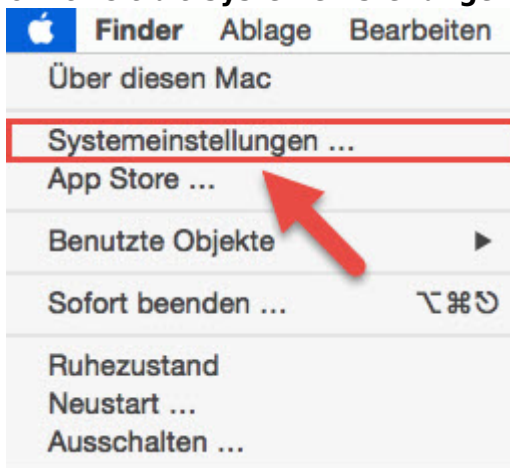 Finder Ablage Bearbeiten
Über diesen Mac
Systemeinstellungen ...
App Store ...
Benutzte Objekte ▶
Sofort beenden ... ⌥⌘⎋
Ruhezustand
Neustart ...
Ausschalten ...